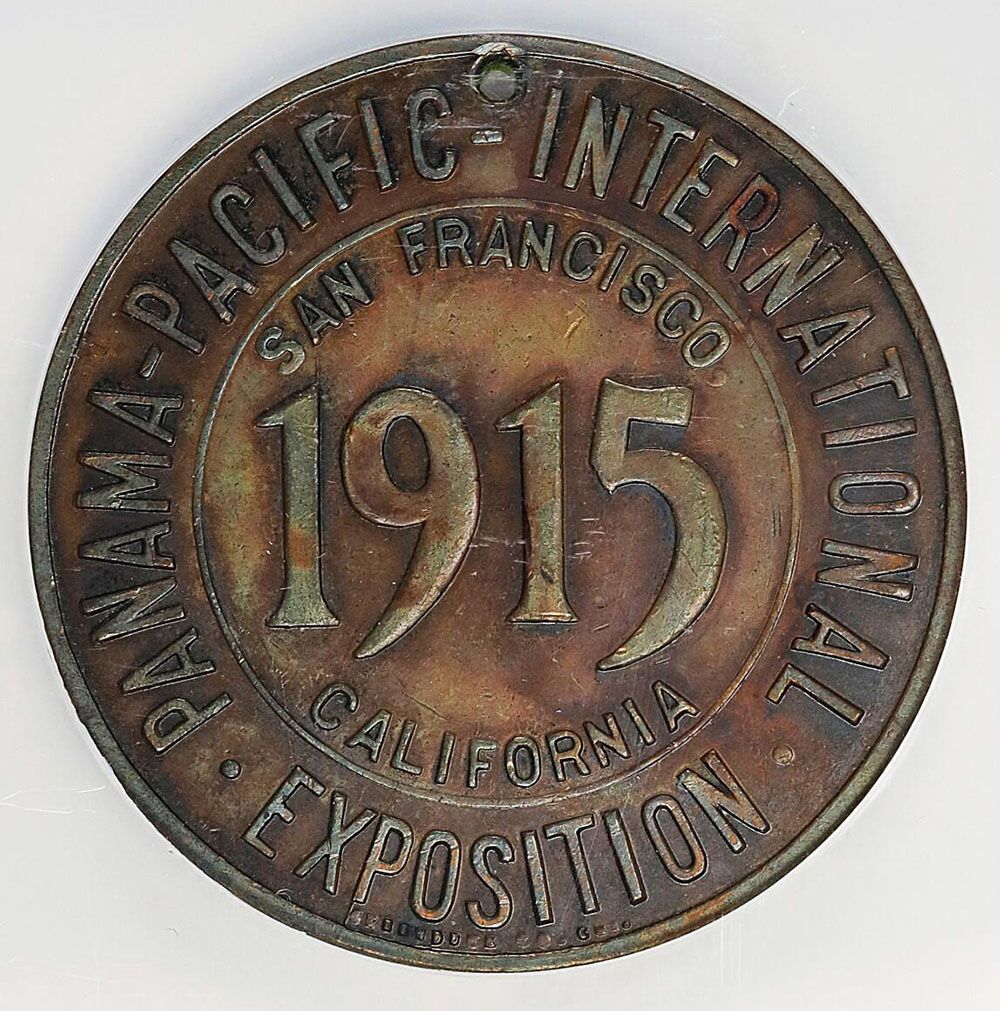 PANAMA-PACIFIC-INTERNATIONAL
· EXPOSITION ·
SAN FRANCISCO
1915
CALIFORNIA